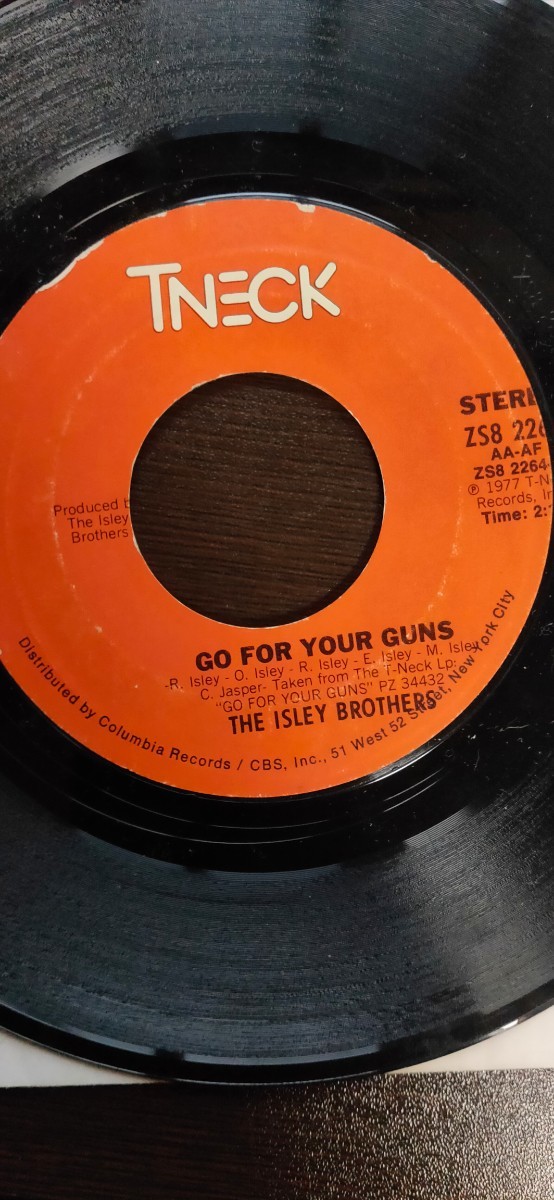 TNECK
STERE
ZS8 226
AA-AF
ZS8 2264
℗ 1977 T-N
Records, In
Time: 2:
Produced b
The Isley
Brothers
GO FOR YOUR GUNS
-R. Isley - O. Isley - R. Isley - E. Isley - M. Isley
C. Jasper- Taken from The T-Neck Lp:
"GO FOR YOUR GUNS" PZ 34432
THE ISLEY BROTHERS
Distributed by Columbia Records / CBS, Inc., 51 West 52 Street, New York City